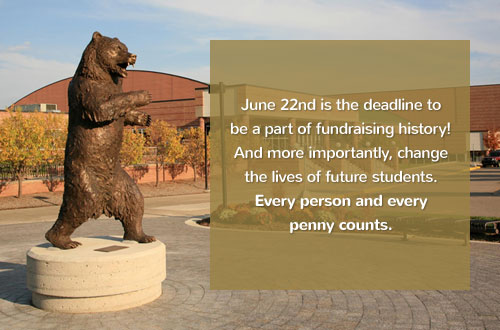 June 22nd is the deadline to
be a part of fundraising history!
And more importantly, change
the lives of future students.
Every person and every
penny counts.